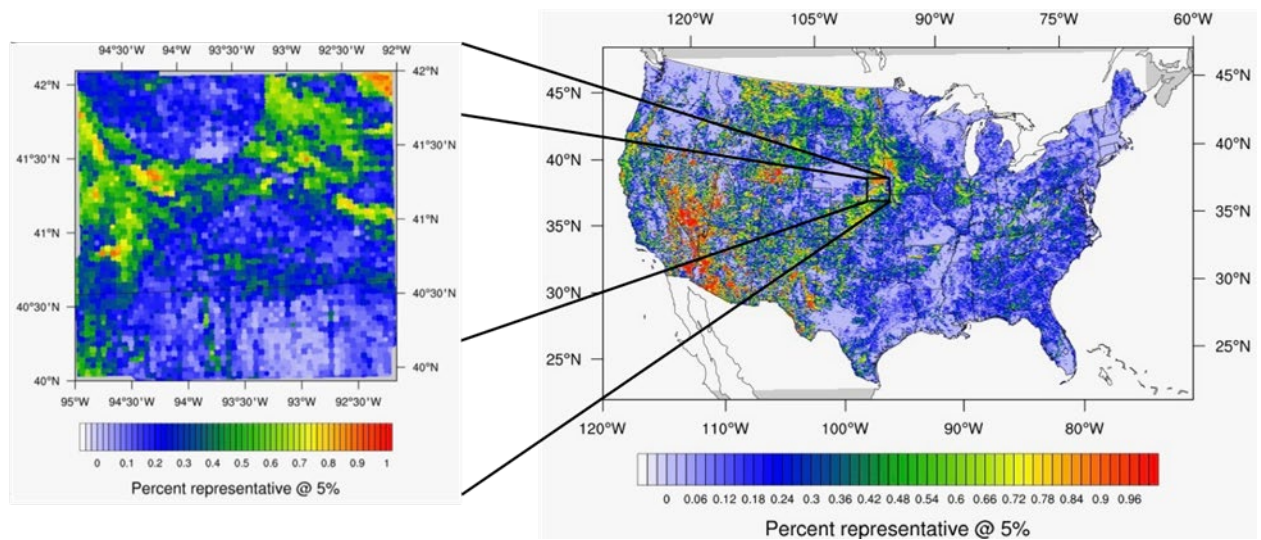 94°30'W 94°W 93°30'W 93°W 92°30'W 92°W
42°N 42°N
41°30'N 41°30'N
41°N 41°N
40°30'N 40°30'N
40°N 40°N
95°W 94°30'W 94°W 93°30'W 93°W 92°30'W
0 0.1 0.2 0.3 0.4 0.5 0.6 0.7 0.8 0.9 1
Percent representative @ 5%
120°W 105°W 90°W 75°W 60°W
45°N 45°N
40°N 40°N
35°N 35°N
30°N 30°N
25°N 25°N
120°W 110°W 100°W 90°W 80°W
0 0.06 0.12 0.18 0.24 0.3 0.36 0.42 0.48 0.54 0.6 0.66 0.72 0.78 0.84 0.9 0.96
Percent representative @ 5%